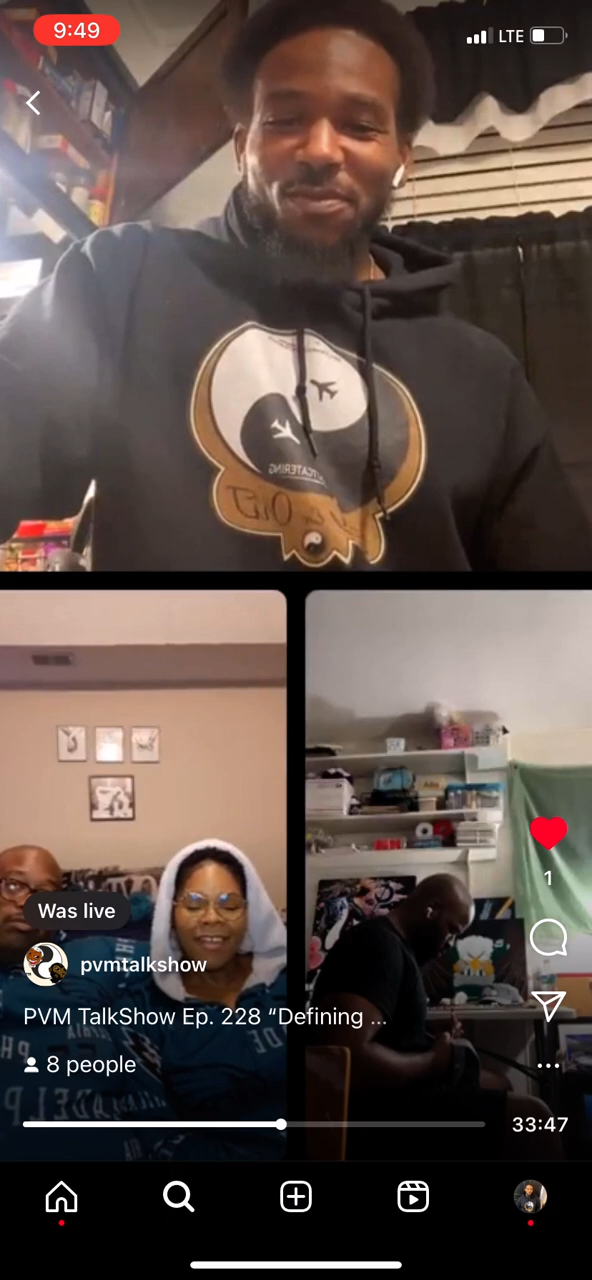 9:49
LTE
Was live
pvmtalkshow
PVM TalkShow Ep. 228 “Defining ...
8 people
1
33:47